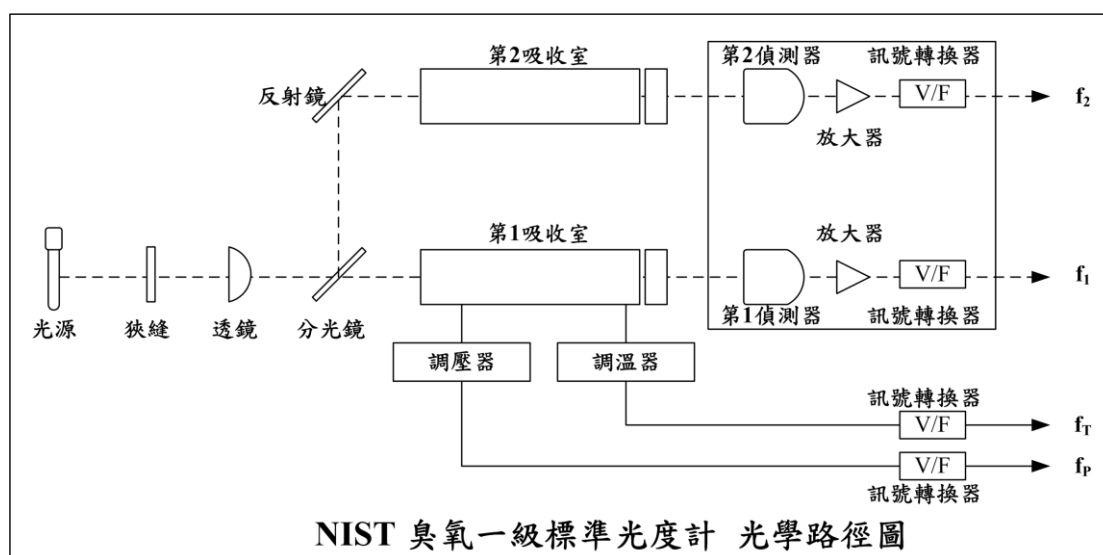 第2吸收室
第2偵測器
訊號轉換器
反射鏡
V/F
f2
放大器
第1吸收室
放大器
V/F
f1
光源
狹縫
透鏡
分光鏡
第1偵測器
訊號轉換器
調壓器
調溫器
訊號轉換器
V/F
fT
V/F
fP
訊號轉換器
NIST 臭氧一級標準光度計 光學路徑圖